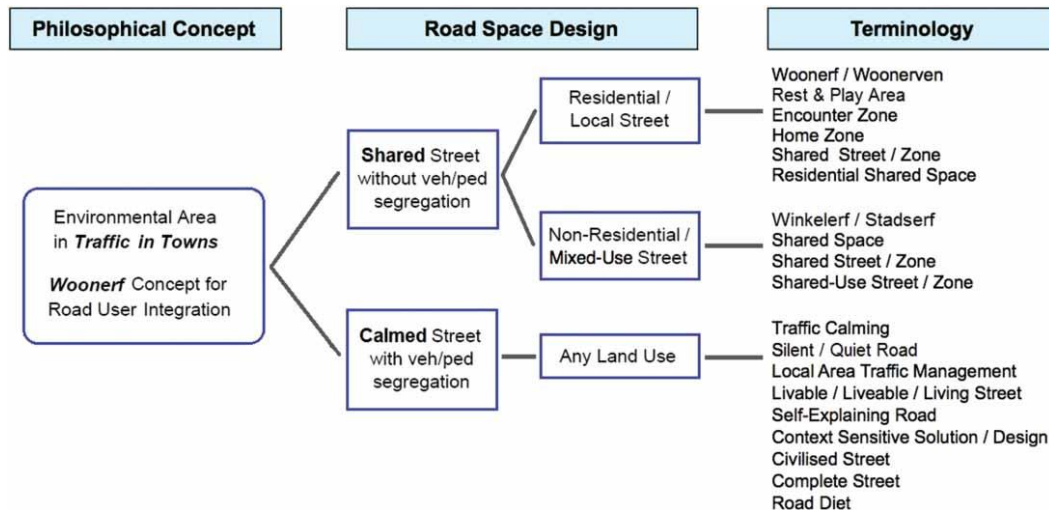 Philosophical Concept
Road Space Design
Terminology
Environmental Area
in Traffic in Towns
Woonerf Concept for
Road User Integration
Shared Street
without veh/ped
segregation
Calmed Street
with veh/ped
segregation
Residential /
Local Street
Non-Residential /
Mixed-Use Street
Any Land Use
Woonerf / Woonerven
Rest & Play Area
Encounter Zone
Home Zone
Shared Street / Zone
Residential Shared Space
Winkelerf / Stadserf
Shared Space
Shared Street / Zone
Shared-Use Street / Zone
Traffic Calming
Silent / Quiet Road
Local Area Traffic Management
Livable / Liveable / Living Street
Self-Explaining Road
Context Sensitive Solution / Design
Civilised Street
Complete Street
Road Diet